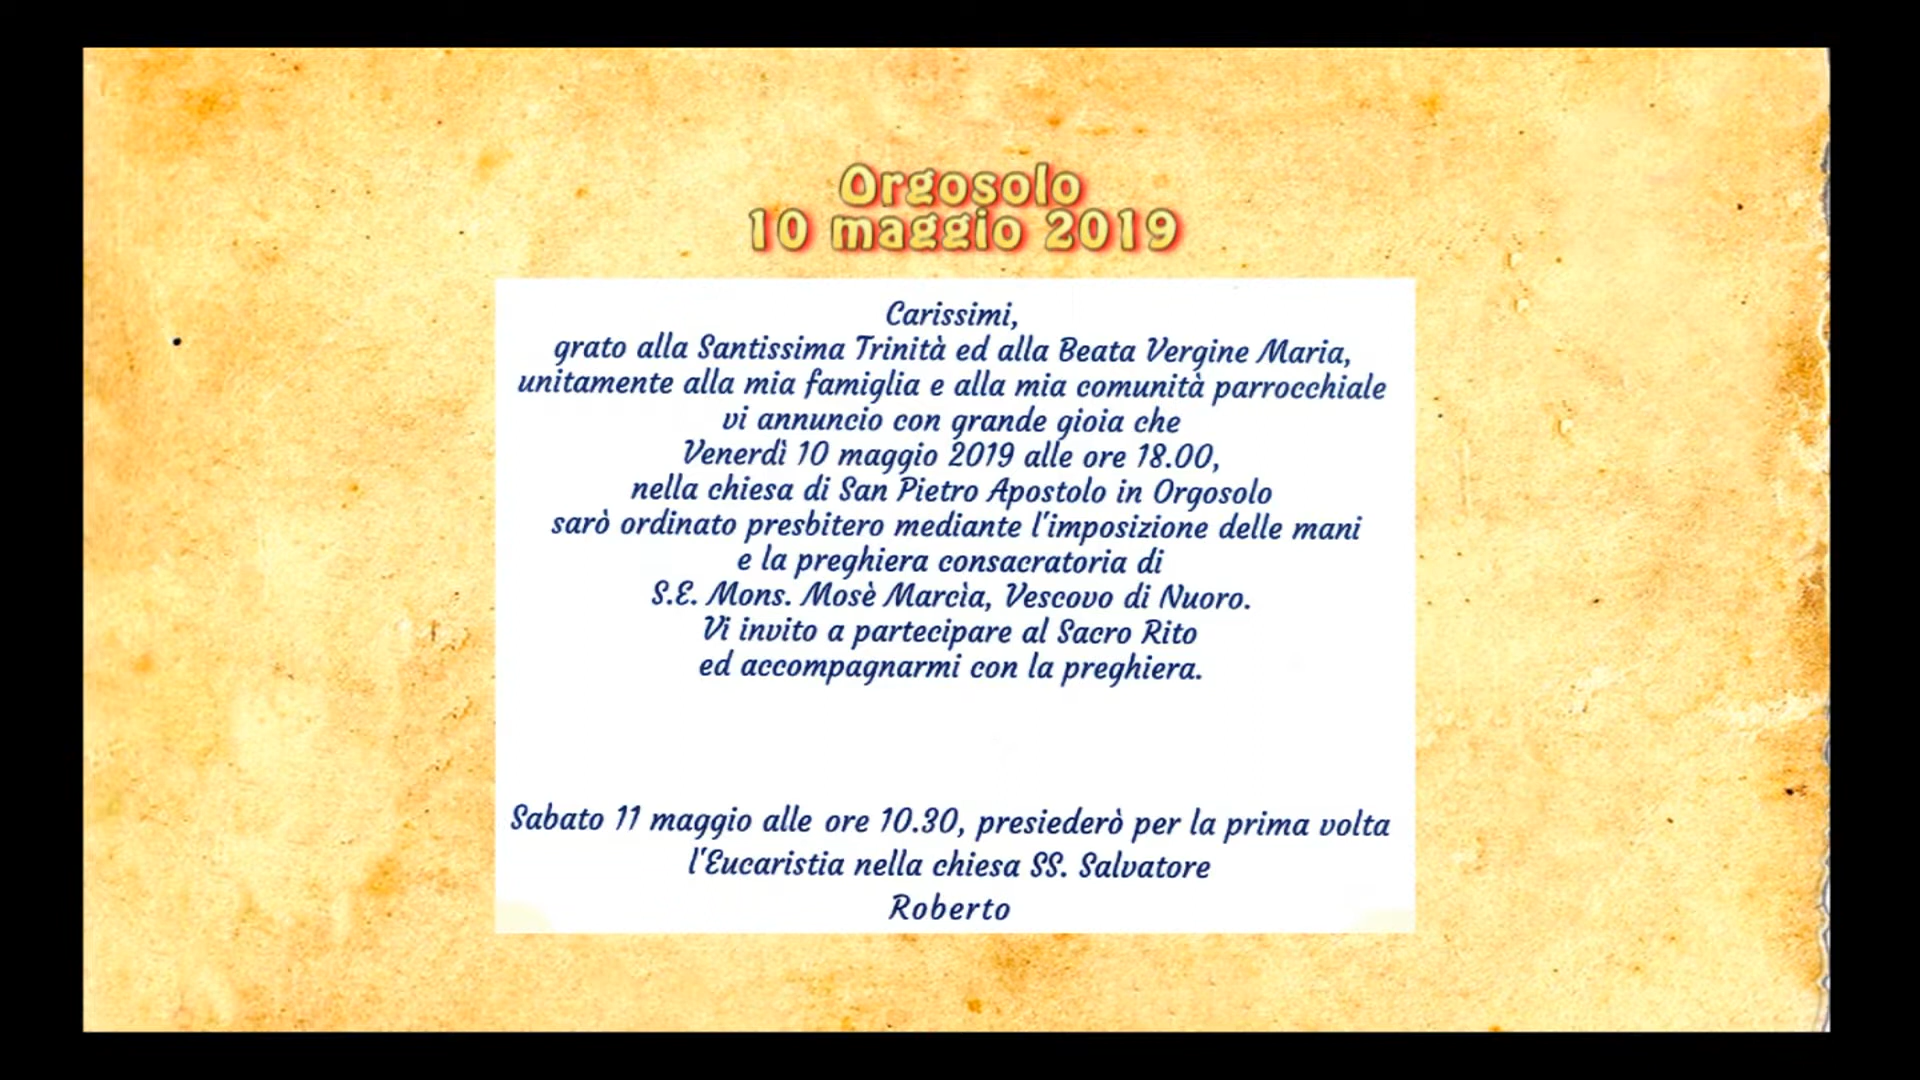 Orgosolo
10 maggio 2019
Carissimi,
grato alla Santissima Trinità ed alla Beata Vergine Maria,
unitamente alla mia famiglia e alla mia comunità parrocchiale
vi annuncio con grande gioia che
Venerdì 10 maggio 2019 alle ore 18.00,
nella chiesa di San Pietro Apostolo in Orgosolo
sarò ordinato presbitero mediante l'imposizione delle mani
e la preghiera consacratoria di
S.E. Mons. Mosè Marcìa, Vescovo di Nuoro.
Vi invito a partecipare al Sacro Rito
ed accompagnarmi con la preghiera.
Sabato 11 maggio alle ore 10.30, presiederò per la prima volta
l'Eucaristia nella chiesa SS. Salvatore
Roberto